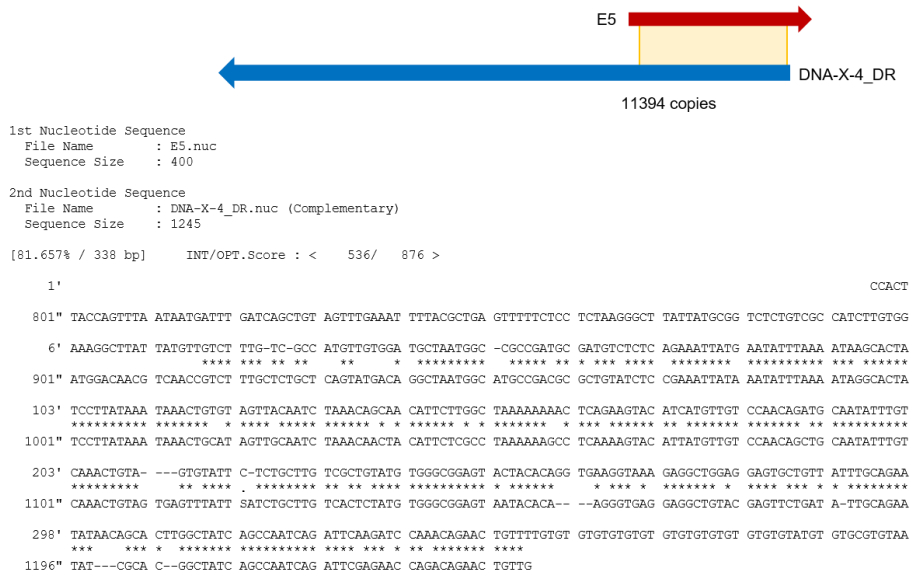 E5
DNA-X-4_DR
11394 copies
1st Nucleotide Sequence
File Name : E5.nuc
Sequence Size : 400
2nd Nucleotide Sequence
File Name : DNA-X-4_DR.nuc (Complementary)
Sequence Size : 1245
[81.657% / 338 bp] INT/OPT.Score : < 536/ 876 >
1' CCACT
801" TACCAGTTTA ATAATGATTT GATCAGCTGT AGTTTGAAAT TTTACGCTGA GTTTTTCTCC TCTAAGGGCT TATTATGCGG TCTCTGTCGC CATCTTGTGG
6' AAAGGCTTAT TATGTTGTCT TTG-TC-GCC ATGTTGTGGA TGCTAATGGC -CGCCGATGC GATGTCTCTC AGAAATTATG AATATTTAAA ATAAGCACTA
**** *** ** ** ** * ********* ***** ** ** * ***** ** ******** ********** *** ******
901" ATGGACAACG TCAACCGTCT TTGCTCTGCT CAGTATGACA GGCTAATGGC ATGCCGACGC GCTGTATCTC CGAAATTATA AAATATTTAAA ATAGGCACTA
103' TCCTTATAAA TAAACTGTGT AGTTACAATC TAAACAGCAA CATTCTTGGC TAAAAAAAAC TCAGAAGTAC ATCATGTTGT CCAACAGATG CAATATTTGT
********** ******* * **** ***** ******* * * ****** * * ******* * *** ****** ** ******* ******** * **********
1001" TCCTTATAAA TAAACTGCAT AGTTGCAATC TAAACAACTA CATTCTCGCC TAAAAAAGCC TCAAAAGTAC ATTATGTTGT CCAACAGCTG CAATATTTGT
203' CAAACTGTA- ---GTGTATT C-TCTGCTTG TCGCTGTATG TGGGCGGAGT ACTACACAGG TGAAGGTAAA GAGGCTGGAG GAGTGCTGTT ATTTGCAGAA
********* ** *** . ******** ** ** *** ********** * ****** * *** * ******* * *** *** * * ********
1101" CAAACTGTAG TGAGTTTATT SATCTGCTTG TCACTCTATG TGGGCGGAGT AATACACA-- --AGGGTGAG GAGGCTGTAC GAGTTCTGAT A-TTGCAGAA
298' TATAACAGCA CTTGGCTATC AGCCAATCAG ATTCAAGATC CAAACAGAAC TGTTTTGTGT GTGTGTGTGT GTGTGTGTGT GTGTGTATGT GTGCGTGTAA
*** *** * ******** ********** **** *** * ** ******* ****
1196" TAT---CGCA C--GGCTATC AGCCAATCAG ATTCGAGAAC CAGACAGAAC TGTTG